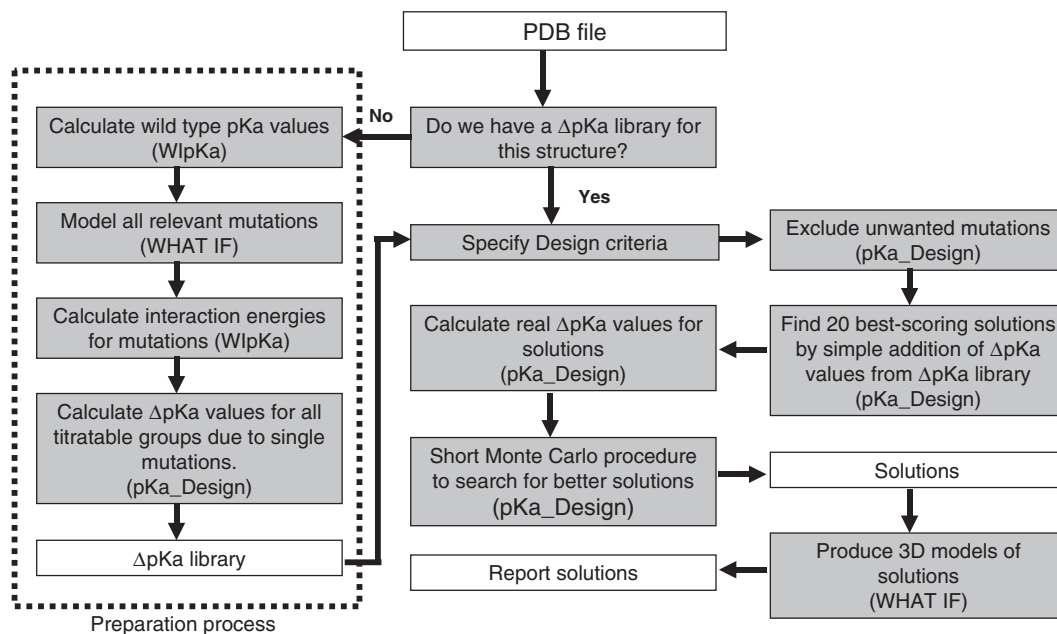 PDB file
No
Do we have a ΔpKa library for
this structure?
Yes
Calculate wild type pKa values
(WIpKa)
Model all relevant mutations
(WHAT IF)
Calculate interaction energies
for mutations (WIpKa)
Calculate ΔpKa values for all
titratable groups due to single
mutations.
(pKa_Design)
ΔpKa library
Preparation process
Specify Design criteria
Exclude unwanted mutations
(pKa_Design)
Find 20 best-scoring solutions
by simple addition of ΔpKa
values from ΔpKa library
(pKa_Design)
Calculate real ΔpKa values for
solutions
(pKa_Design)
Short Monte Carlo procedure
to search for better solutions
(pKa_Design)
Solutions
Produce 3D models of
solutions
(WHAT IF)
Report solutions